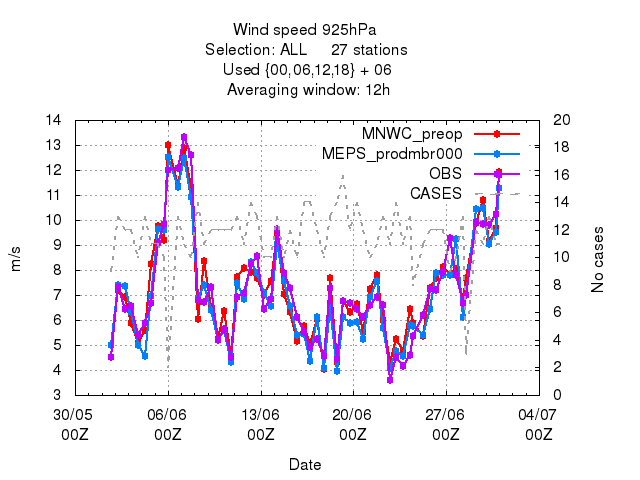 Wind speed 925hPa
Selection: ALL 27 stations
Used {00,06,12,18} + 06
Averaging window: 12h
MNWC_preop
MEPS_prodmbr000
OBS
CASES
m/s
14
13
12
11
10
9
8
7
6
5
4
3
20
18
16
14
12
10
8
6
4
2
0
No cases
30/05 06/06 13/06 20/06 27/06 04/07
00Z 00Z 00Z 00Z 00Z 00Z
Date